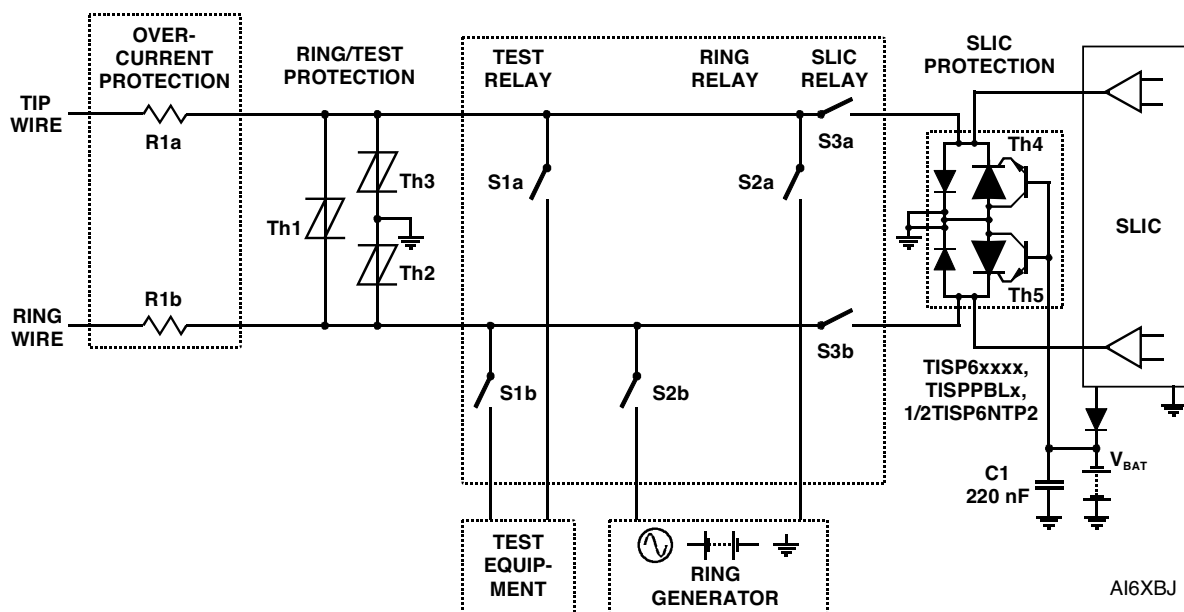 OVER-
CURRENT
PROTECTION
RING/TEST
PROTECTION
TEST
RELAY
RING
RELAY
SLIC
RELAY
SLIC
PROTECTION
TIP
WIRE
R1a
S3a
Th4
Th3
S1a
S2a
Th1
SLIC
Th2
Th5
R1b
RING
WIRE
S3b
S1b
S2b
TISP6xxxx,
TISPPBLx,
1/2TISP6NTP2
C1
220 nF
VBAT
TEST
EQUIP-
MENT
RING
GENERATOR
AI6XBJ